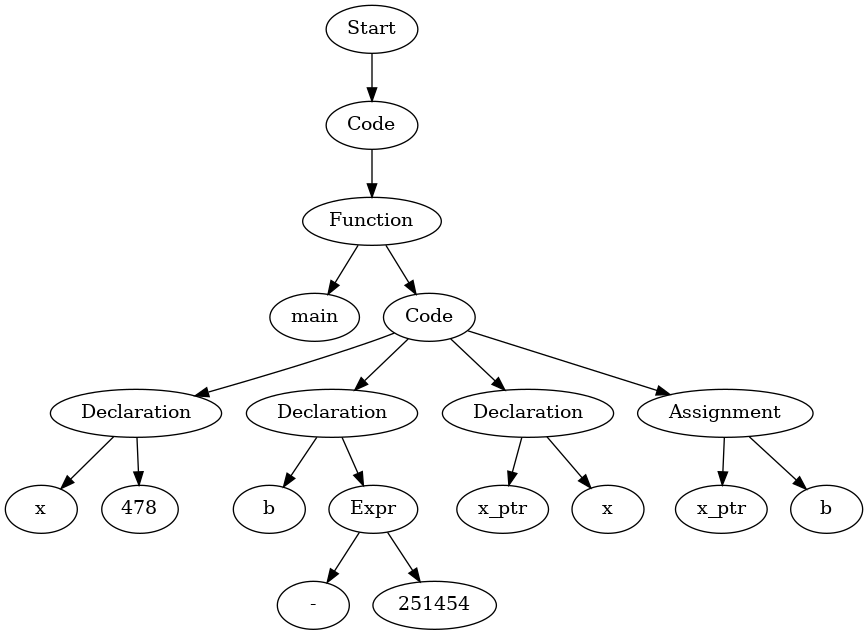 Start
Code
Function
main
Code
Declaration
Declaration
Declaration
Assignment
x
478
b
Expr
x_ptr
x
x_ptr
b
-
251454